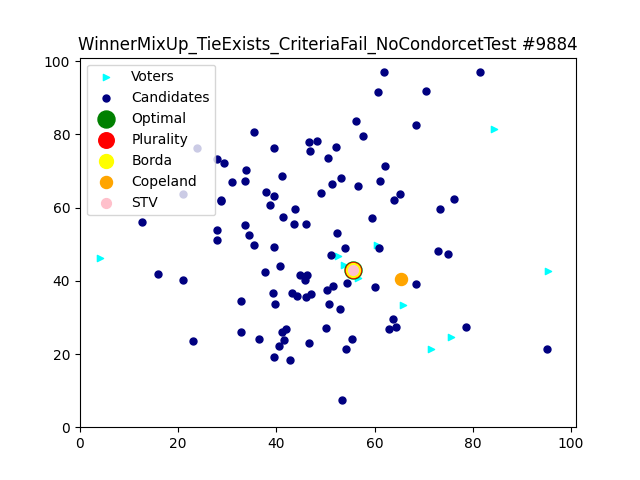 WinnerMixUp_TieExists_CriteriaFail_NoCondorcetTest #9884
Voters
Candidates
Optimal
Plurality
Borda
Copeland
STV
100
80
60
40
20
0
0 20 40 60 80 100